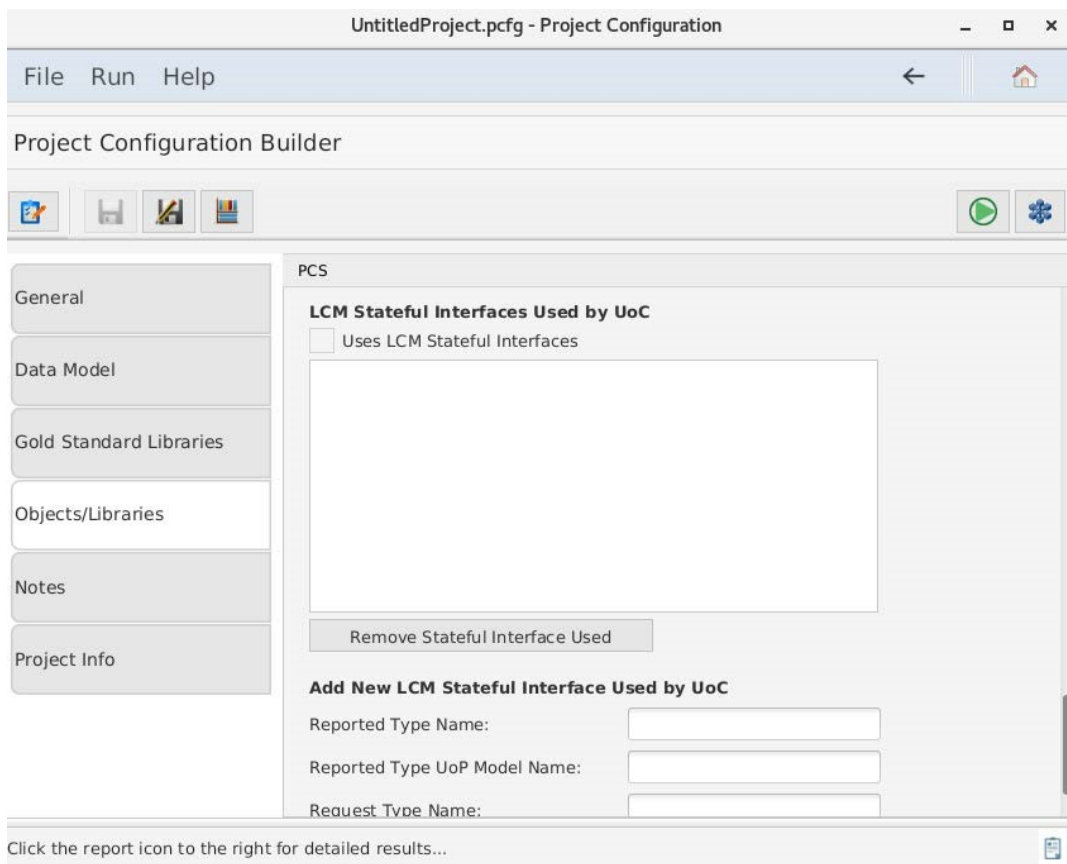 UntitledProject.pcfg - Project Configuration
File Run Help
Project Configuration Builder
General
Data Model
Gold Standard Libraries
Objects/Libraries
Notes
Project Info
PCS
LCM Stateful Interfaces Used by UoC
Uses LCM Stateful Interfaces
Remove Stateful Interface Used
Add New LCM Stateful Interface Used by UoC
Reported Type Name:
Reported Type UoP Model Name:
Request Type Name:
Click the report icon to the right for detailed results...